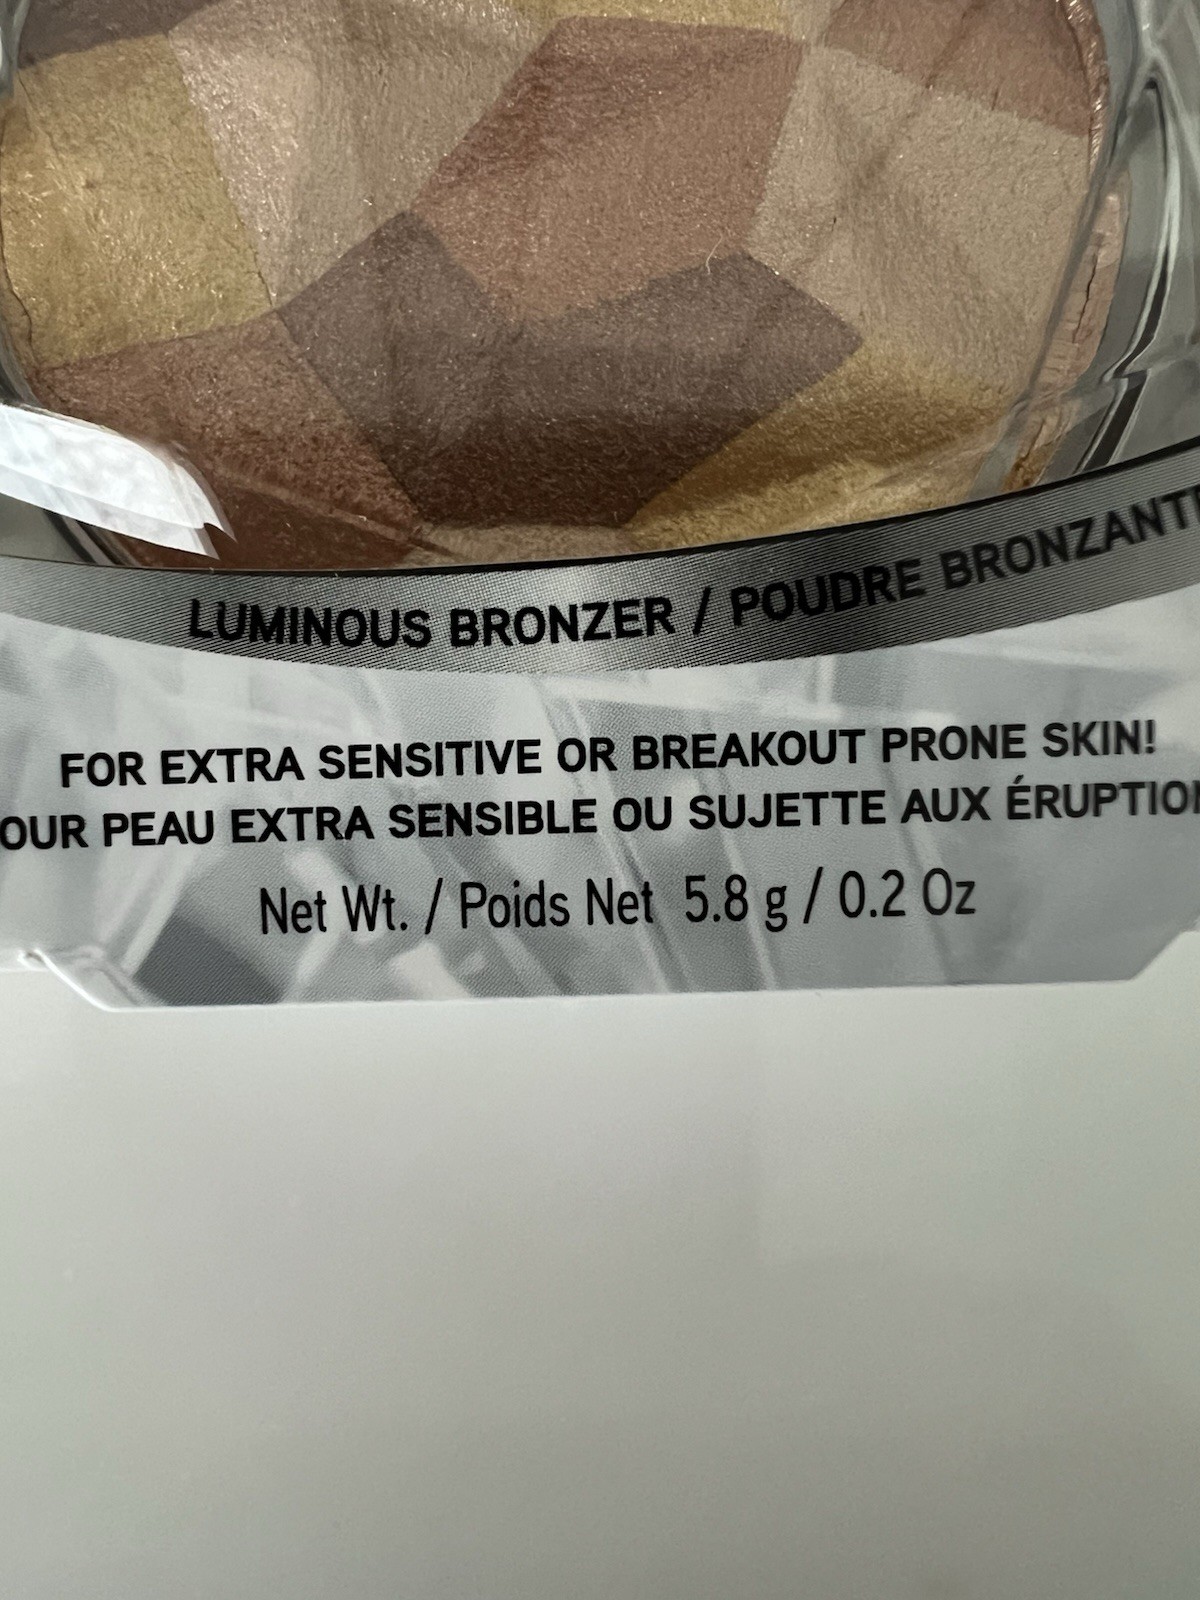 LUMINOUS BRONZER / POUDRE BRONZANT
FOR EXTRA SENSITIVE OR BREAKOUT PRONE SKIN!
OUR PEAU EXTRA SENSIBLE OU SUJETTE AUX ÉRUPTION
Net Wt. / Poids Net 5.8 g / 0.2 Oz